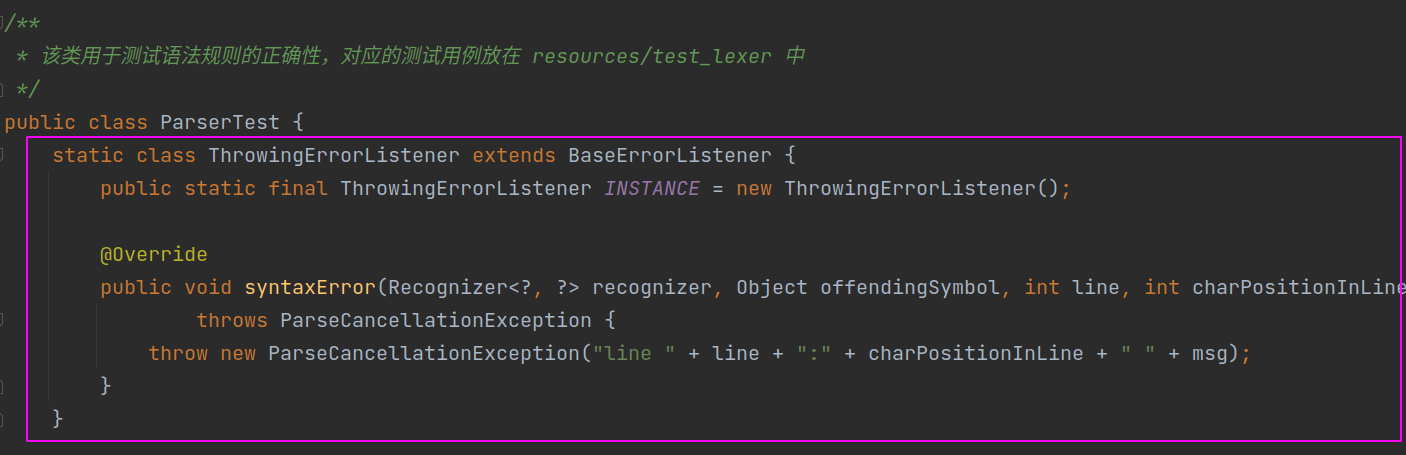 /**
 * 该类用于测试语法规则的正确性，对应的测试用例放在 resources/test_lexer 中
 */
public class ParserTest {
    static class ThrowingErrorListener extends BaseErrorListener {
        public static final ThrowingErrorListener INSTANCE = new ThrowingErrorListener();
        @Override
        public void syntaxError(Recognizer<?, ?> recognizer, Object offendingSymbol, int line, int charPositionInLine
                throws ParseCancellationException {
            throw new ParseCancellationException("line " + line + ":" + charPositionInLine + " " + msg);
        }
    }